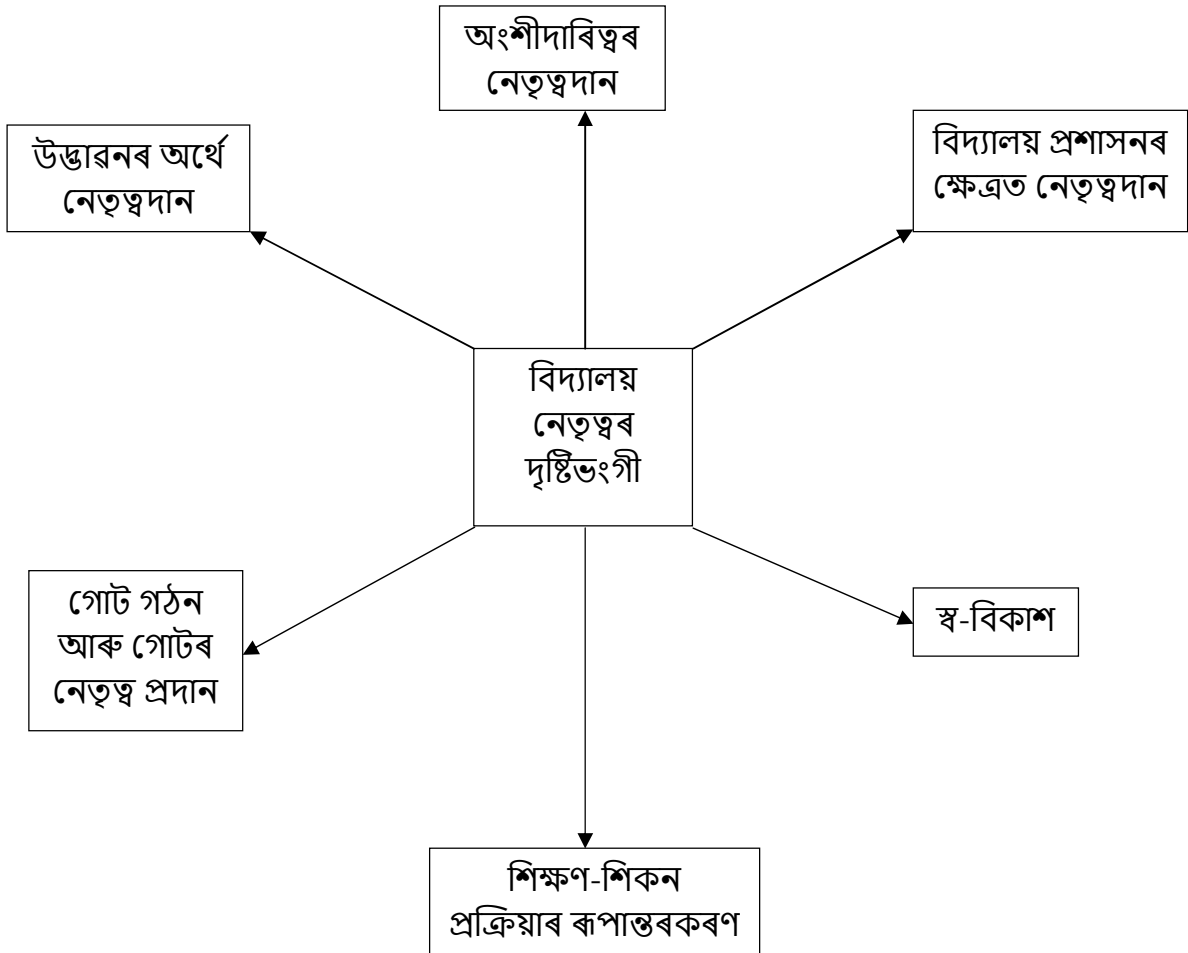 অংশীদাৰিত্বৰ
নেতৃত্বদান
উদ্ভাৱনৰ অৰ্থে
নেতৃত্বদান
বিদ্যালয় প্ৰশাসনৰ
ক্ষেত্ৰত নেতৃত্বদান
বিদ্যালয়
নেতৃত্বৰ
দৃষ্টিভংগী
গোট গঠন
আৰু গোটৰ
নেতৃত্ব প্ৰদান
স্ব-বিকাশ
শিক্ষণ-শিকন
প্ৰক্ৰিয়াৰ ৰূপান্তৰকৰণ